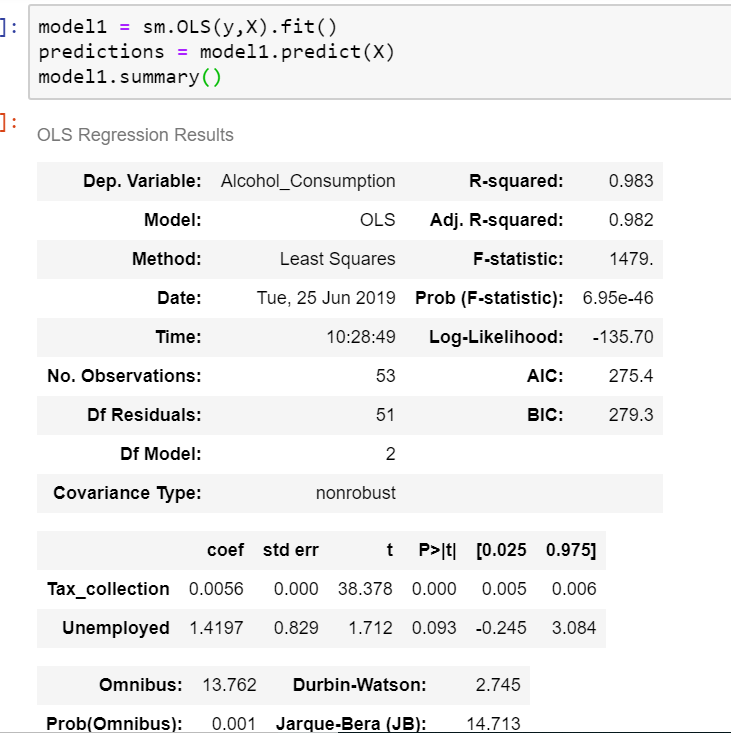 ]: model1 = sm.OLS(y,X).fit()
predictions = model1.predict(X)
model1.summary()
]: OLS Regression Results
Dep. Variable: Alcohol_Consumption R-squared: 0.983
Model: OLS Adj. R-squared: 0.982
Method: Least Squares F-statistic: 1479.
Date: Tue, 25 Jun 2019 Prob (F-statistic): 6.95e-46
Time: 10:28:49 Log-Likelihood: -135.70
No. Observations: 53 AIC: 275.4
Df Residuals: 51 BIC: 279.3
Df Model: 2
Covariance Type: nonrobust
coef std err t P>|t| [0.025 0.975]
Tax_collection 0.0056 0.000 38.378 0.000 0.005 0.006
Unemployed 1.4197 0.829 1.712 0.093 -0.245 3.084
Omnibus: 13.762 Durbin-Watson: 2.745
Prob(Omnibus): 0.001 Jarque-Bera (JB): 14.713